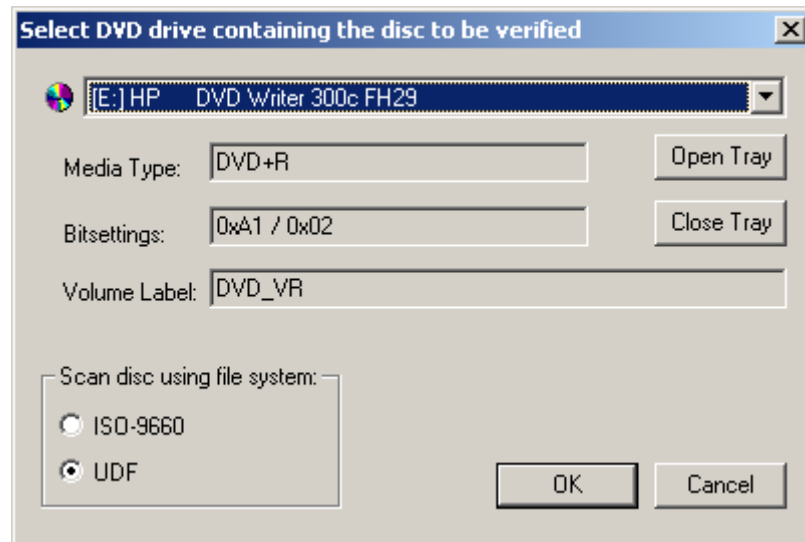 Select DVD drive containing the disc to be verified
[E:] HP DVD Writer 300c FH29
Media Type: DVD+R Open Tray
Bitsettings: 0xA1 / 0x02 Close Tray
Volume Label: DVD_VR
Scan disc using file system:
ISO-9660
UDF
OK Cancel